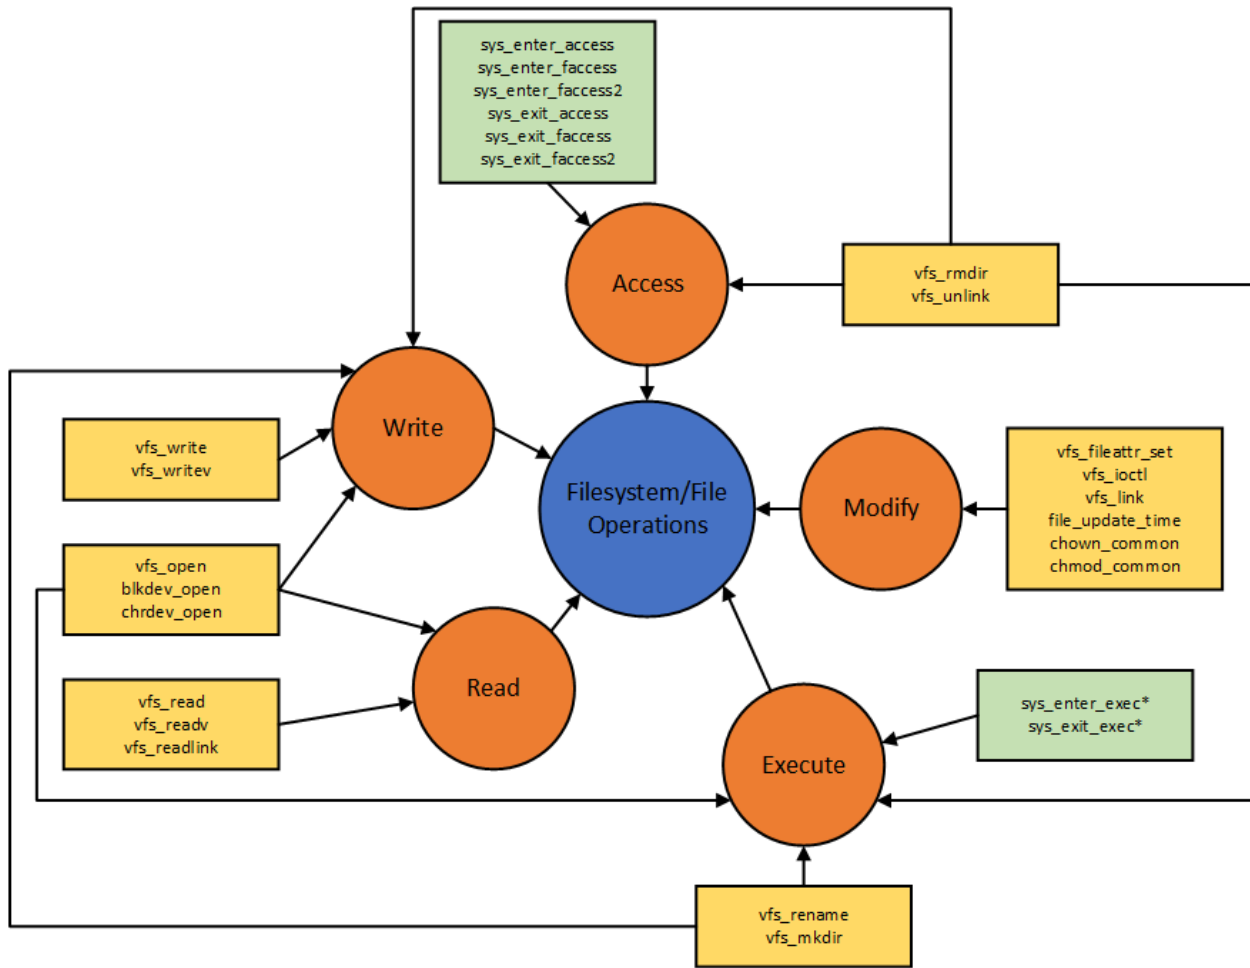 sys_enter_access
sys_enter_faccess
sys_enter_faccess2
sys_exit_access
sys_exit_faccess
sys_exit_faccess2
Access
vfs_rmdir
vfs_unlink
Write
vfs_write
vfs_writev
Filesystem/File
Operations
Modify
vfs_fileattr_set
vfs_ioctl
vfs_link
file_update_time
chown_common
chmod_common
vfs_open
blkdev_open
chrdev_open
Read
vfs_read
vfs_readv
vfs_readlink
sys_enter_exec*
sys_exit_exec*
Execute
vfs_rename
vfs_mkdir